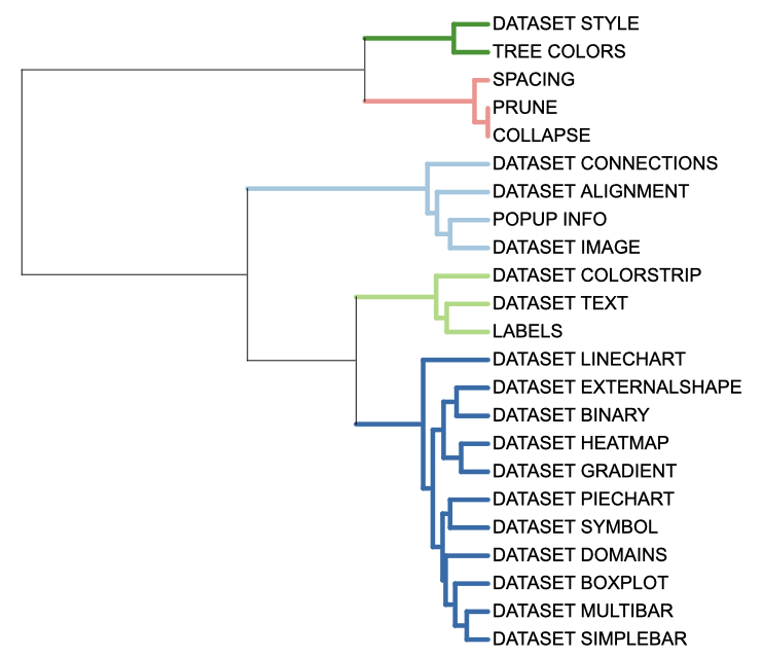 DATASET STYLE
TREE COLORS
SPACING
PRUNE
COLLAPSE
DATASET CONNECTIONS
DATASET ALIGNMENT
POPUP INFO
DATASET IMAGE
DATASET COLORSTRIP
DATASET TEXT
LABELS
DATASET LINECHART
DATASET EXTERNALSHAPE
DATASET BINARY
DATASET HEATMAP
DATASET GRADIENT
DATASET PIECHART
DATASET SYMBOL
DATASET DOMAINS
DATASET BOXPLOT
DATASET MULTIBAR
DATASET SIMPLEBAR